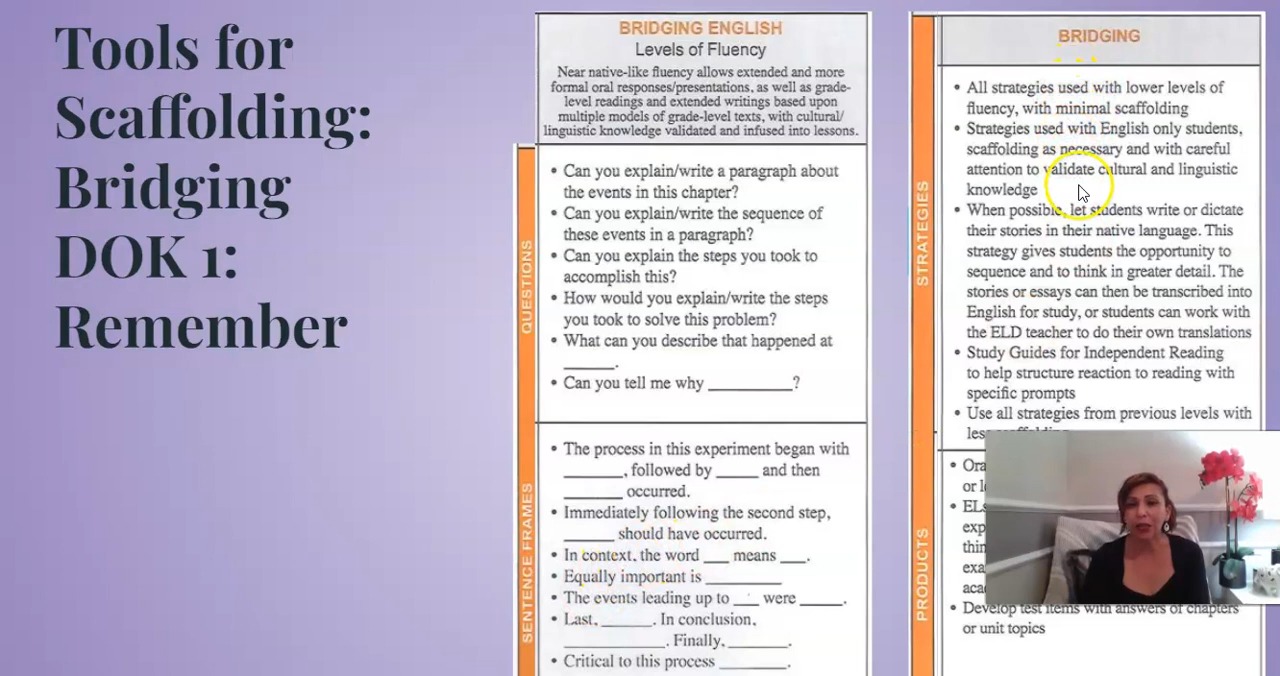 Tools for
Scaffolding:
Bridging
DOK 1:
Remember
BRIDGING ENGLISH
Levels of Fluency
Near native-like fluency allows extended and more
formal oral responses/presentations, as well as grade-
level readings and extended writings based upon
multiple models of grade-level texts, with cultural/
linguistic knowledge validated and infused into lessons.
QUESTIONS
• Can you explain/write a paragraph about
the events in this chapter?
• Can you explain/write the sequence of
these events in a paragraph?
• Can you explain the steps you took to
accomplish this?
• How would you explain/write the steps
you took to solve this problem?
• What can you describe that happened at
______.
• Can you tell me why __________?
SENTENCE FRAMES
• The process in this experiment began with
_______, followed by _____ and then
_______ occurred.
• Immediately following the second step,
______ should have occurred.
• In context, the word ___ means ___.
• Equally important is _________
• The events leading up to ___ were _____.
• Last, ______. In conclusion,
____________. Finally, _______.
• Critical to this process ________.
BRIDGING
STRATEGIES
• All strategies used with lower levels of
fluency, with minimal scaffolding
• Strategies used with English only students,
scaffolding as necessary and with careful
attention to validate cultural and linguistic
knowledge
• When possible, let students write or dictate
their stories in their native language. This
strategy gives students the opportunity to
sequence and to think in greater detail. The
stories or essays can then be transcribed into
English for study, or students can work with
the ELD teacher to do their own translations
• Study Guides for Independent Reading
to help structure reaction to reading with
specific prompts
• Use all strategies from previous levels with
PRODUCTS
or
• Develop test items with answers of chapters
or unit topics